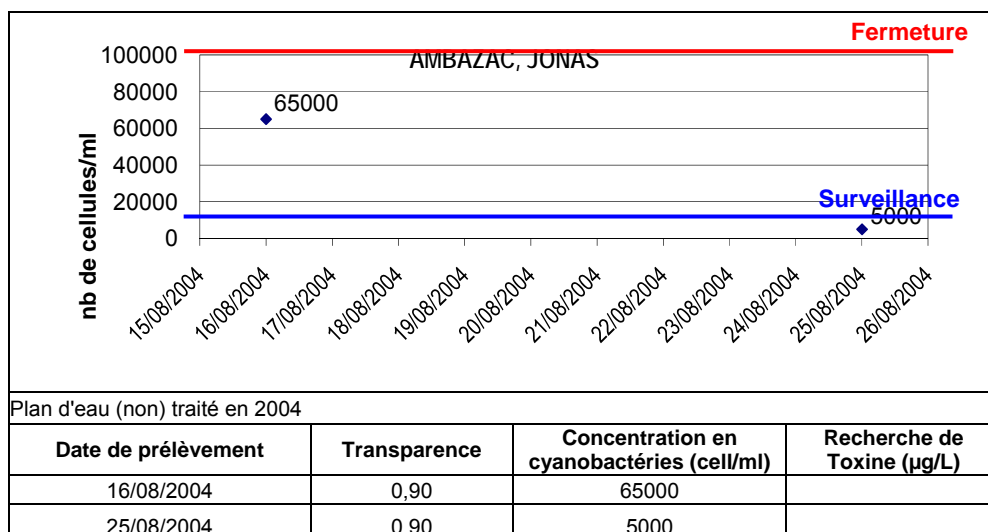 Fermeture
AMBAZAC, JONAS
100000
80000
60000
40000
20000
0
nb de cellules/ml
65000
Surveillance
5000
15/08/2004
16/08/2004
17/08/2004
18/08/2004
19/08/2004
20/08/2004
21/08/2004
22/08/2004
23/08/2004
24/08/2004
25/08/2004
26/08/2004
Plan d'eau (non) traité en 2004
Date de prélèvement Transparence Concentration en cyanobactéries (cell/ml) Recherche de Toxine (µg/L)
16/08/2004 0,90 65000
25/08/2004 0,90 5000